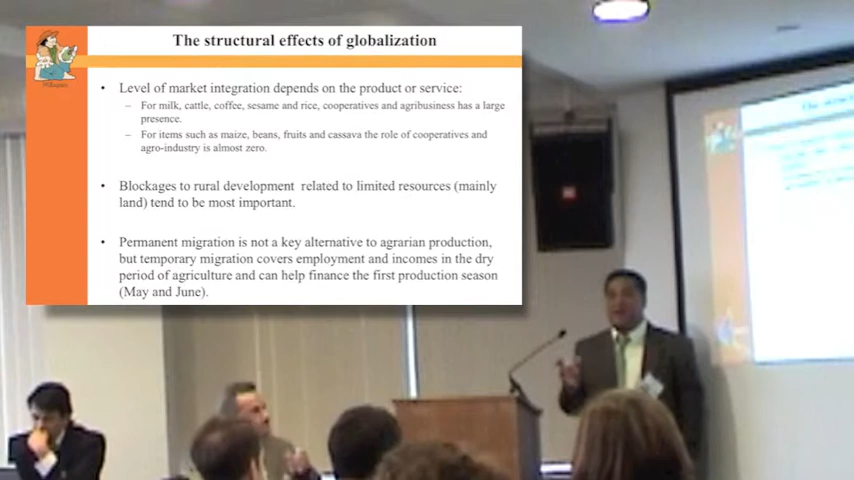 The structural effects of globalization
• Level of market integration depends on the product or service:
– For milk, cattle, coffee, sesame and rice, cooperatives and agribusiness has a large
presence.
– For items such as maize, beans, fruits and cassava the role of cooperatives and
agro-industry is almost zero.
• Blockages to rural development related to limited resources (mainly
land) tend to be most important.
• Permanent migration is not a key alternative to agrarian production,
but temporary migration covers employment and incomes in the dry
period of agriculture and can help finance the first production season
(May and June).
The struc